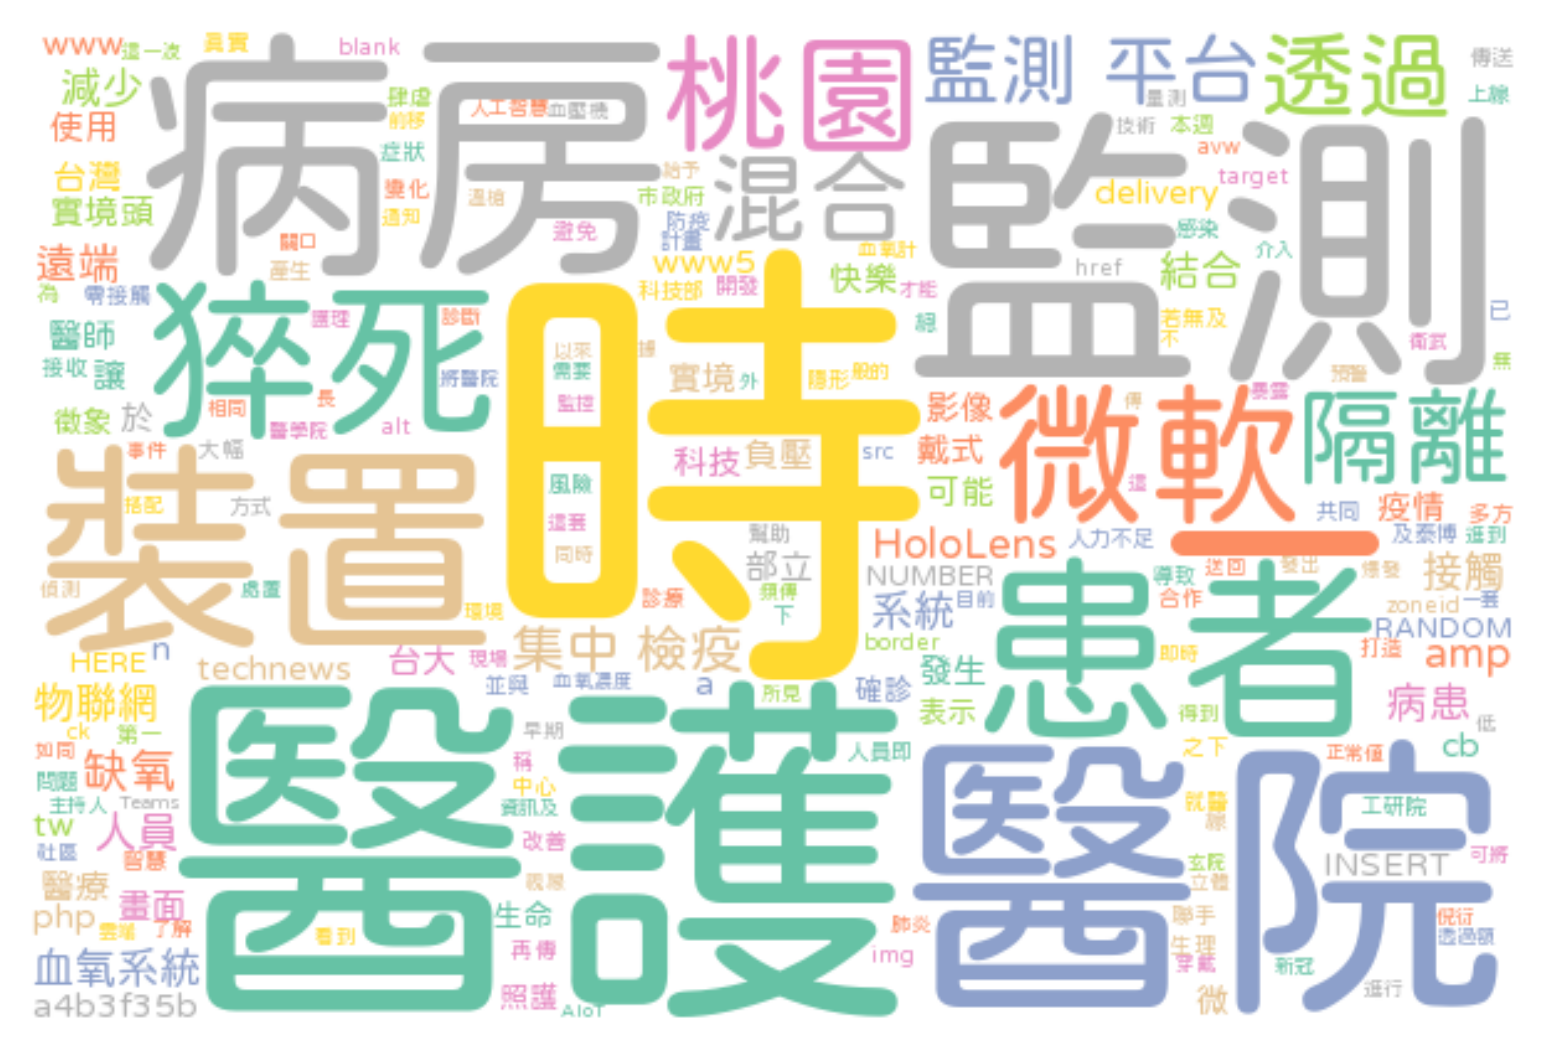 www
這一波
真實
blank
病房
桃園
監測 平台
透過
傳送
減少
肆虐
人工智慧
血壓機
量測
上線
使用
前移
症狀
混合
監測
技術
本週
avw
target
台灣
變化
溫槍
給予
市政府
delivery
實境頭
通知
避免
防疫
計畫
感染
遠端
關口
產生
www5
血氧計
快樂
href
結合
介入
為
零接觸
猝死
時
科技部
開發
才能
已
醫師
護理
診斷
以來
據
經
若無及
不
衛武
接收
讓
將醫院
需要
實境
外
隱形
般的
預警
無
徵象
於
相同
長
監控
影像
微軟
傳
暴露
隔離
醫學院
alt
事件
大幅
裝置
科技
負壓
src
戴式
搭配
方式
風險
可能
這
共同
疫情
多方
這套
幫助
HoloLens
人力不足
一
及泰博
進到
同時
部立
NUMBER
患者
導致
送回
發出
爆發
接觸
偵測
處置
環境
診療
頻傳
下
系統
目前
合作
zoneid
一套
HERE
n
technews
台大
現場
集中
檢疫
border
即時
打造
RANDOM
amp
物聯網
醫護
並與
血氧濃度
a
所見
確診
發生
表示
得到
病患
低
ck
第一
早期
人員即
醫院
之下
正常值
cb
如同
缺氧
稱
問題
中心
主持人
Teams
資訊及
就醫
線
工研院
tw
人員
社區
智慧
改善
玄院
INSERT
可將
醫療
視線
立體
php
畫面
雲端
了解
看到
生命
肺炎
聯手
倪衍
再傳
img
生理
穿戴
透過頭
血氧系統
新冠
a4b3f35b
照護
AIoT
微
進行